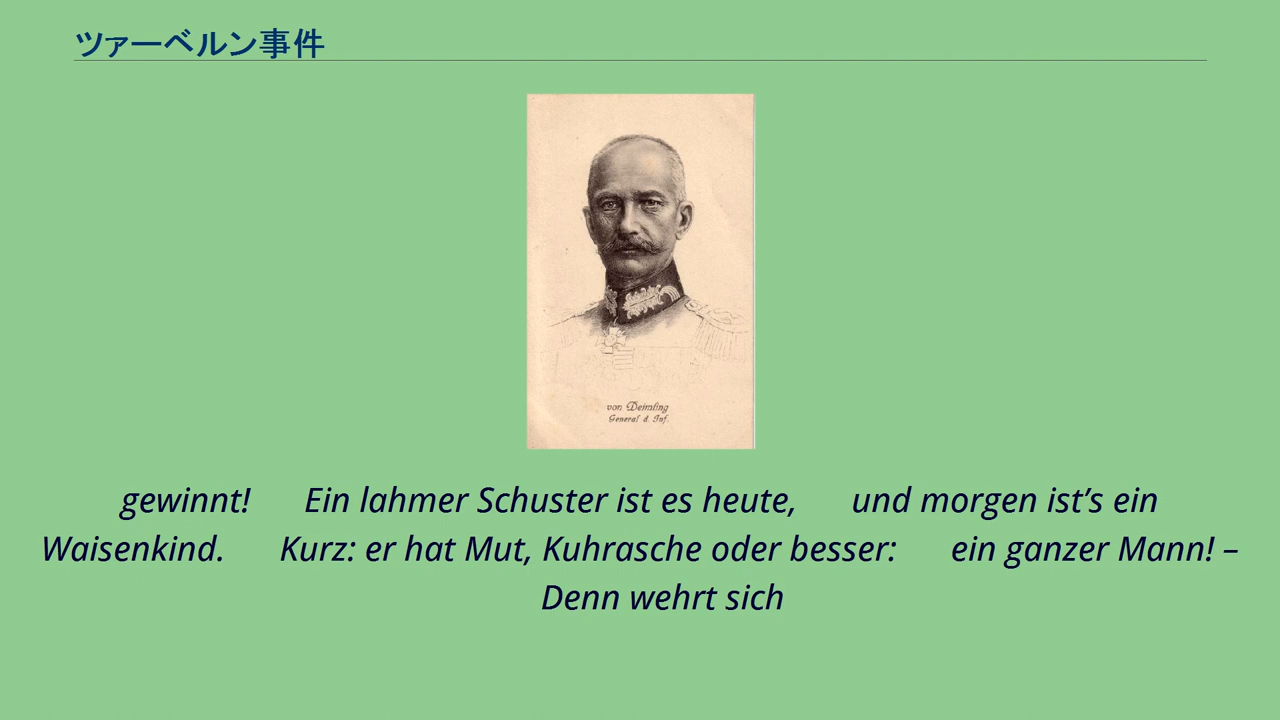 ツァーベルン事件
von Deimling
General d. Inf.
gewinnt! Ein lahmer Schuster ist es heute, und morgen ist’s ein
Waisenkind. Kurz: er hat Mut, Kuhrasche oder besser: ein ganzer Mann! –
Denn wehrt sich